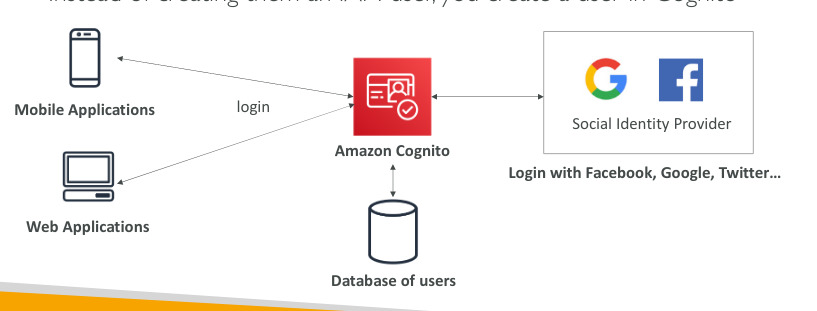 instead of creating them an IAM user, you create a user in Cognito
Mobile Applications
login
Web Applications
Amazon Cognito
Database of users
Social Identity Provider
Login with Facebook, Google, Twitter…